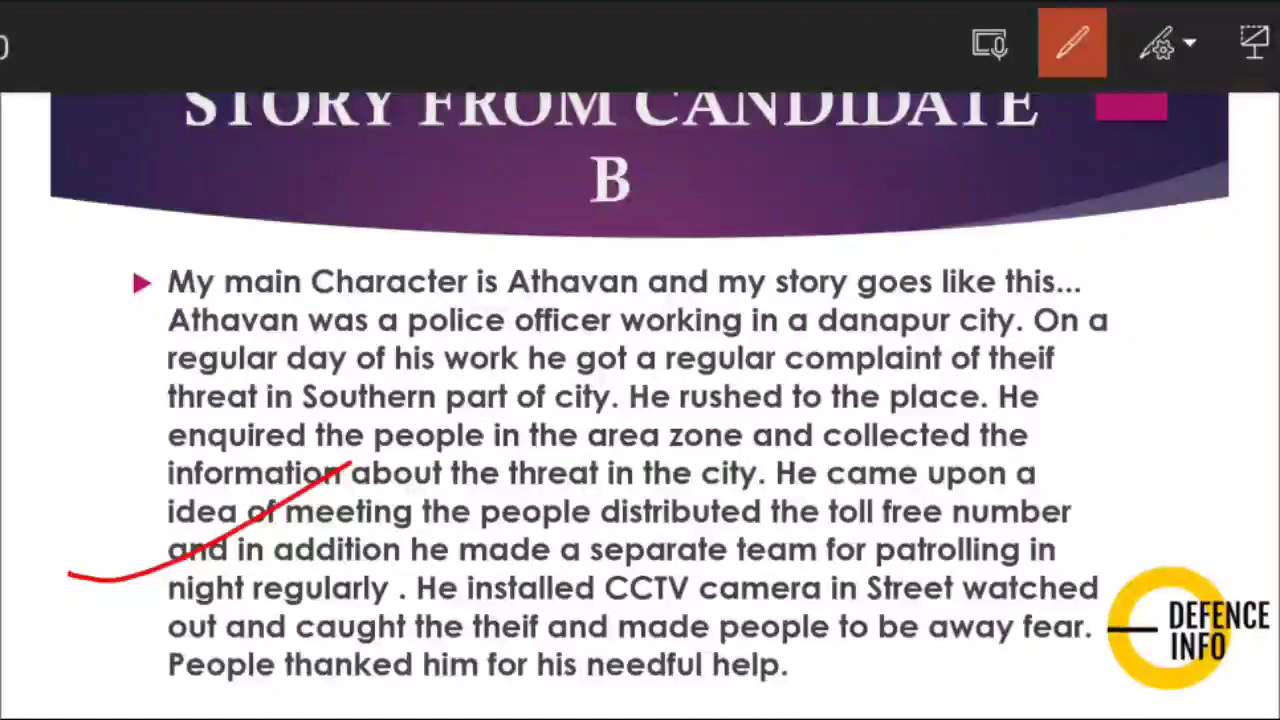 STORY FROM CANDIDATE
B
My main Character is Athavan and my story goes like this...
Athavan was a police officer working in a danapur city. On a
regular day of his work he got a regular complaint of theif
threat in Southern part of city. He rushed to the place. He
enquired the people in the area zone and collected the
information about the threat in the city. He came upon a
idea of meeting the people distributed the toll free number
and in addition he made a separate team for patrolling in
night regularly . He installed CCTV camera in Street watched
out and caught the theif and made people to be away fear.
People thanked him for his needful help.
DEFENCE
INFO